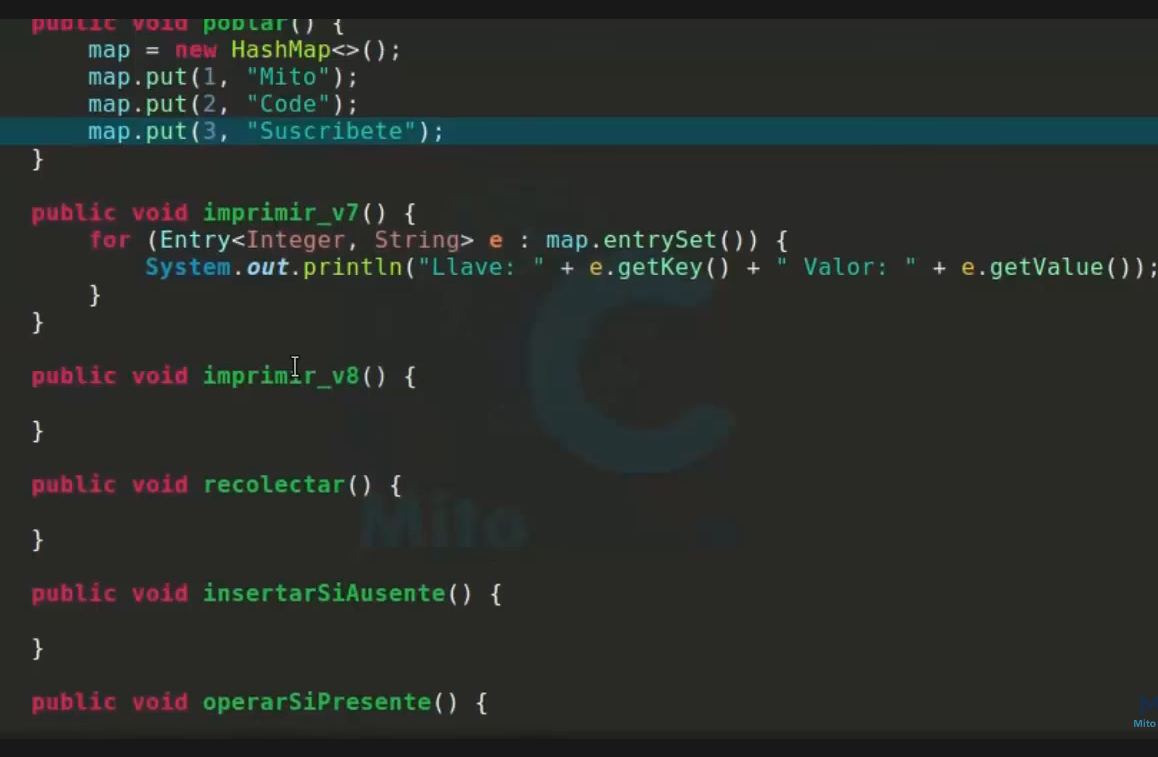 public void poblar() {
map = new HashMap<>();
map.put(1, "Mito");
map.put(2, "Code");
map.put(3, "Suscribete");
}
public void imprimir_v7() {
for (Entry<Integer, String> e : map.entrySet()) {
System.out.println("Llave: " + e.getKey() + " Valor: " + e.getValue());
}
}
public void imprimir_v8() {
}
public void recolectar() {
}
public void insertarSiAusente() {
}
public void operarSiPresente() {
Mito
Mito